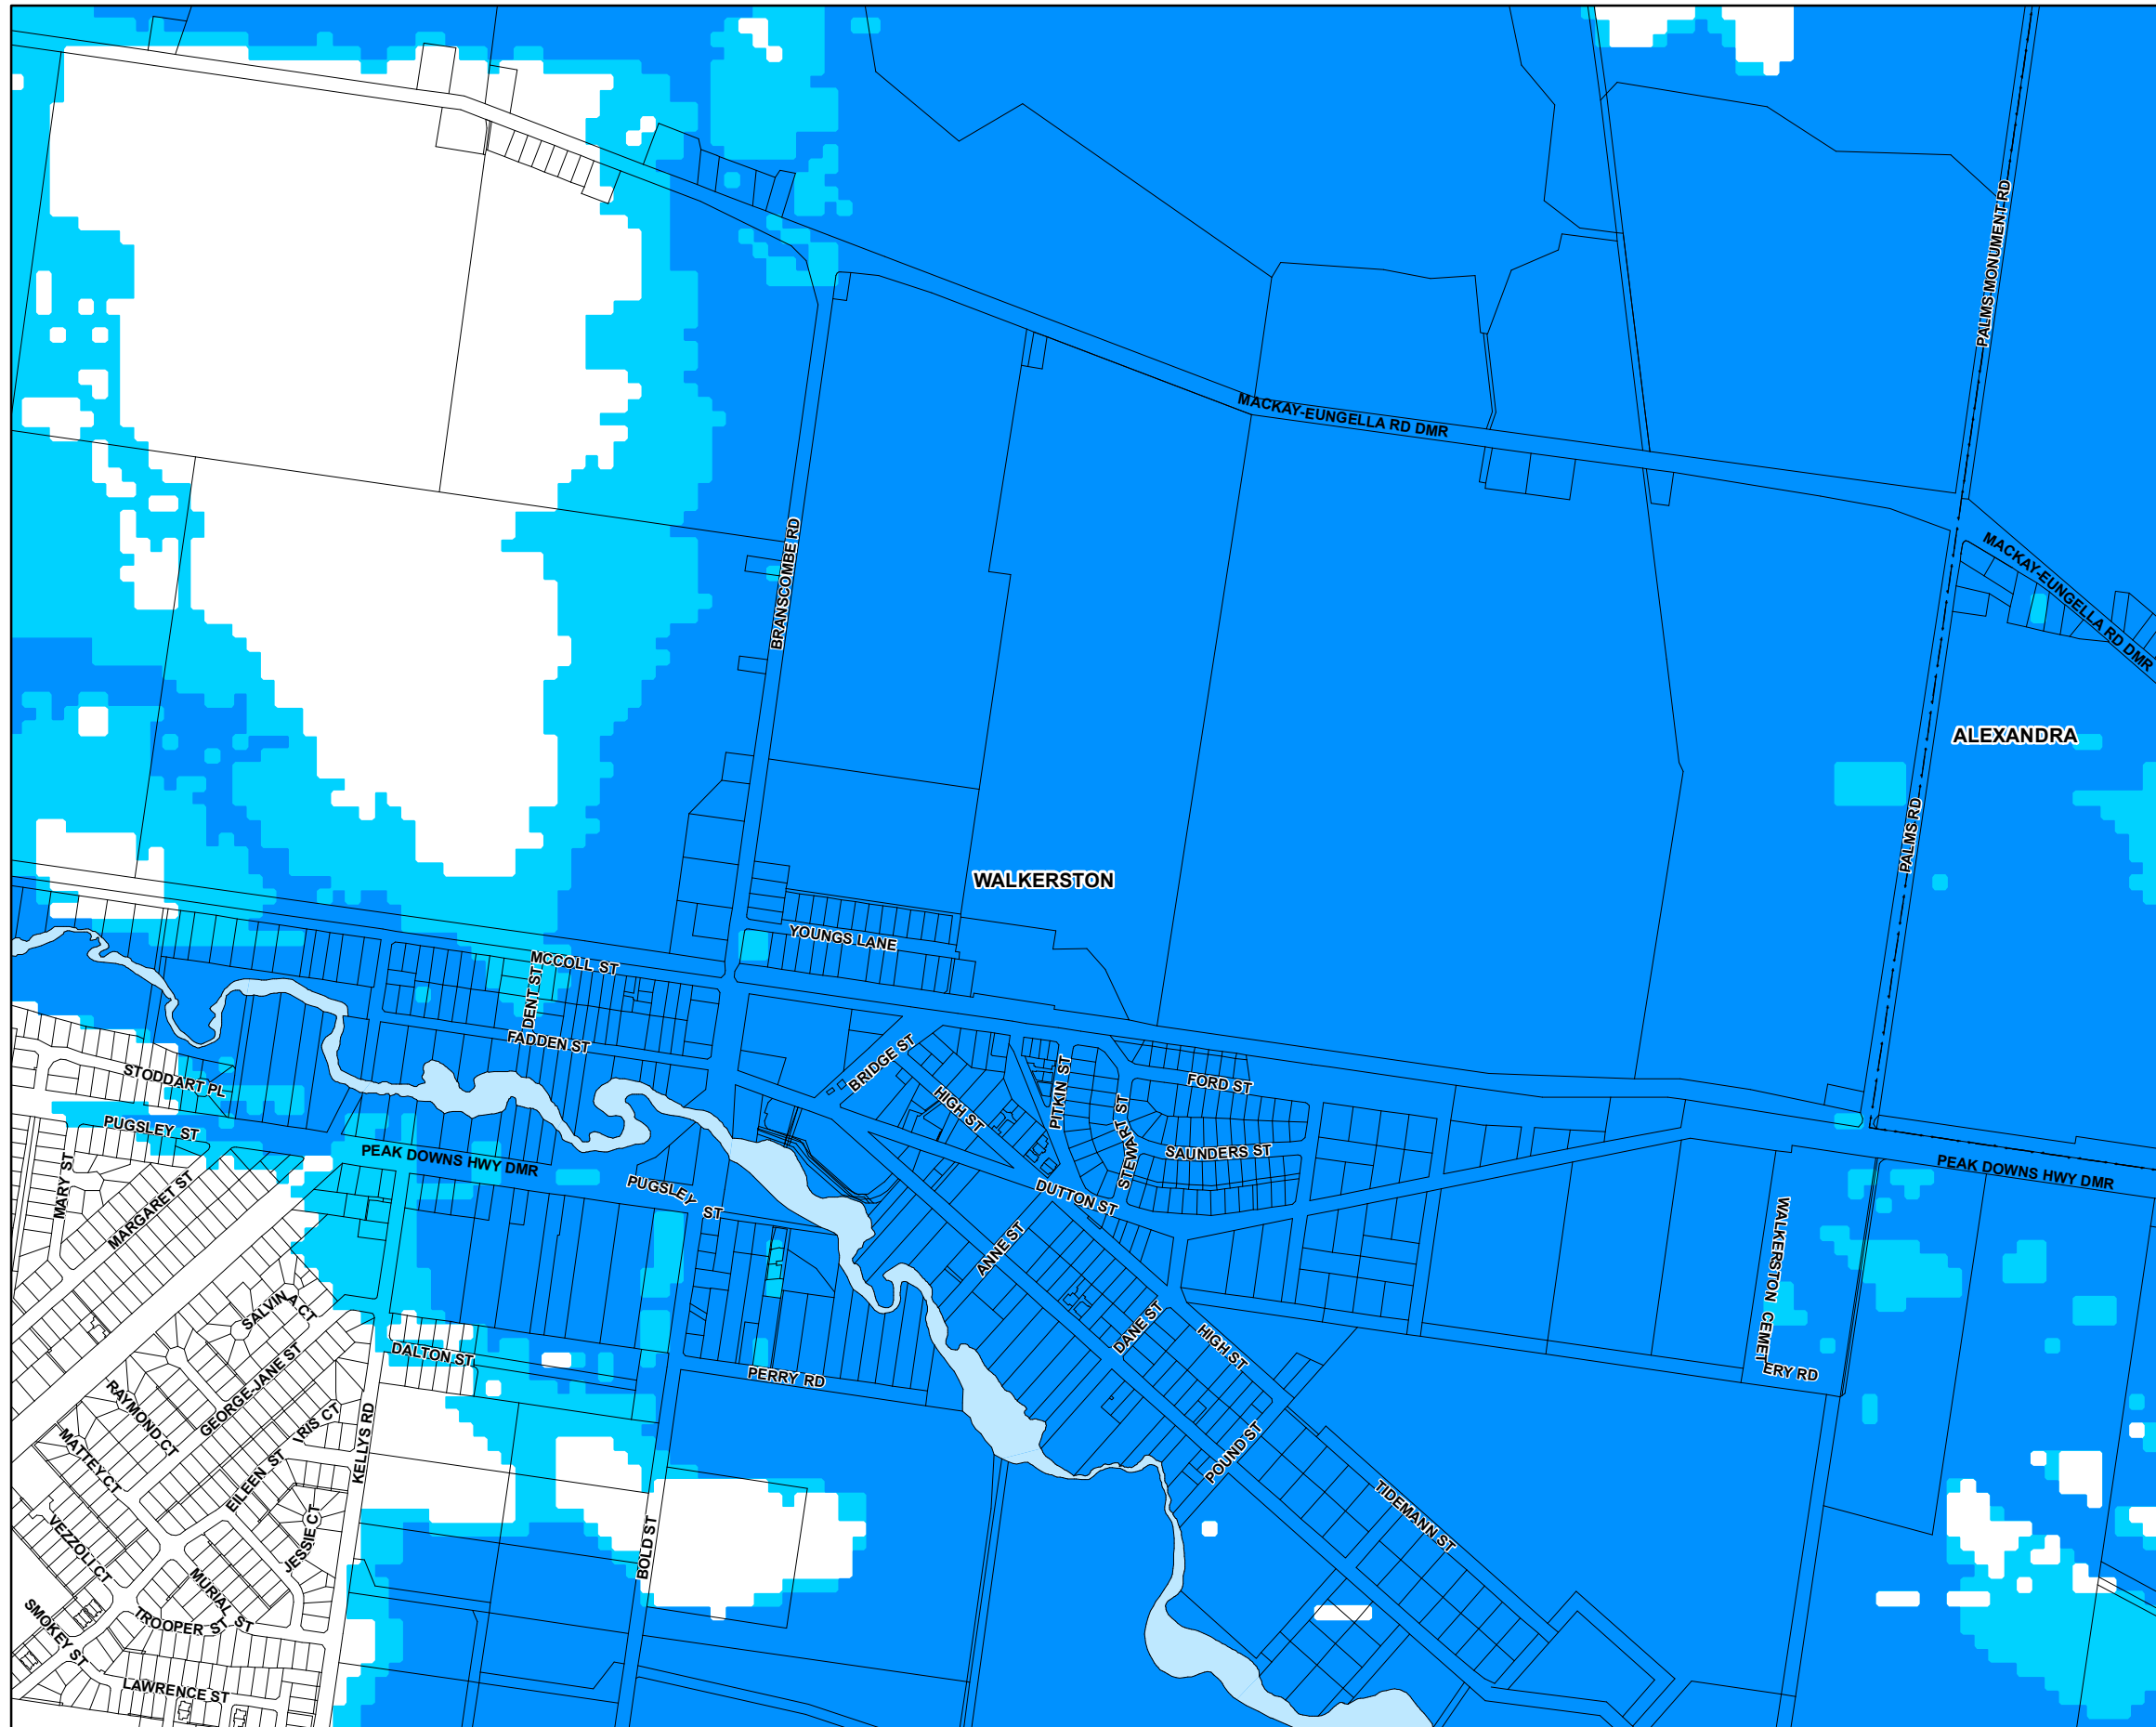 PALMS MONUMENT RD
MACKAY-EUNGELLA RD DMR
BRANSCOMBE RD
MACKAY-EUNGELLA RD DMR
ALEXANDRA
PALMS RD
WALKERSTON
YOUNGS LANE
MCCOLL ST
DENT ST
FADDEN ST
BRIDGE ST
STODDART PL
PITKIN ST
FORD ST
HIGH ST
STEWART ST
PUGSLEY ST
SAUNDERS ST
PEAK DOWNS HWY DMR
PEAK DOWNS HWY DMR
MARY ST
MARGARET ST
PUGSLEY ST
DUTTON ST
ANNE ST
WALKERSTON CEMET
ERY RD
SALVIN
A CT
DANE ST
HIGH ST
DALTON ST
GEORGE-JANE ST
PERRY RD
RAYMOND CT
IRIS CT
KELLYS RD
MATTEY CT
EILEEN ST
POUND ST
TIDEMANN ST
VEZZOLI CT
JESSIE CT
BOLD ST
MURIAL ST
TROOPER ST
SMOKEY ST
LAWRENCE ST